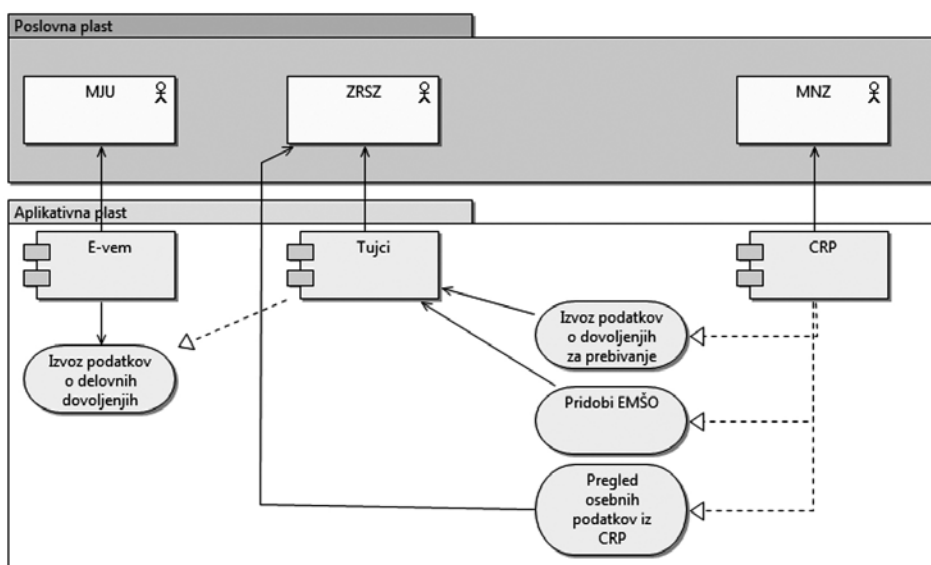 Poslovna plast
MJU
ZRSZ
MNZ
Aplikativna plast
E-vem
Tujci
CRP
Izvoz podatkov
o delovnih
dovoljenjih
Izvoz podatkov
o dovoljenjih
za prebivanje
Pridobi EMŠO
Pregled
osebnih
podatkov iz
CRP